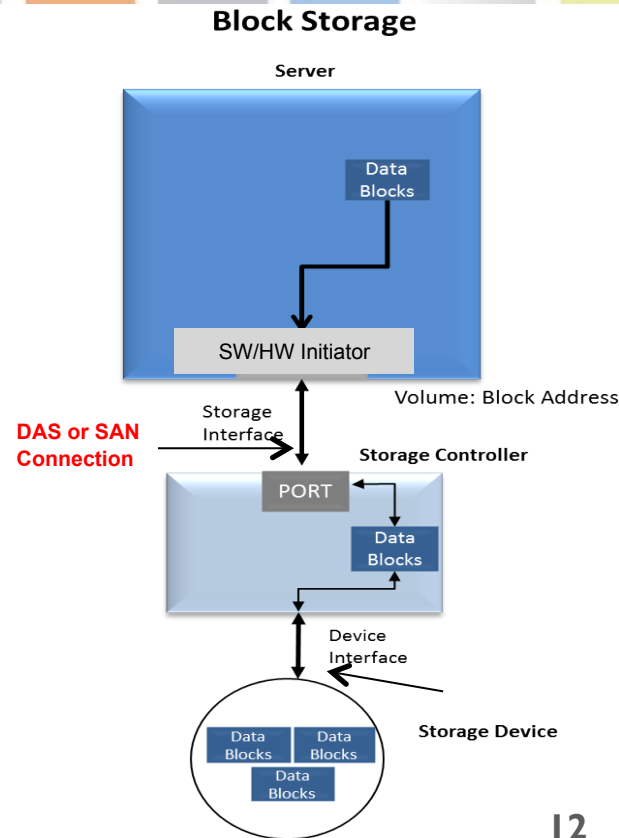 Block Storage
Server
Data
Blocks
SW/HW Initiator
Volume: Block Address
Storage
Interface
DAS or SAN
Connection
Storage Controller
PORT
Data
Blocks
Device
Interface
Storage Device
Data
Blocks
Data
Blocks
Data
Blocks
12